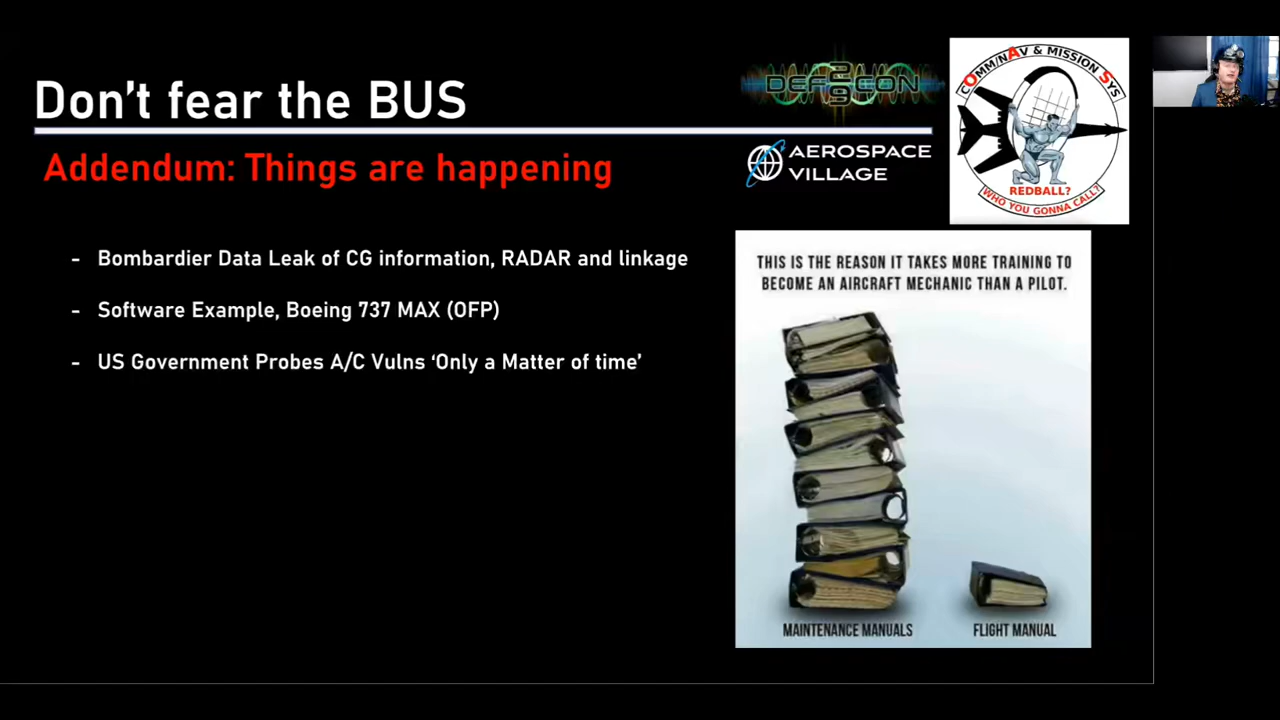 Don't fear the BUS
Addendum: Things are happening
- Bombardier Data Leak of CG information, RADAR and linkage
- Software Example, Boeing 737 MAX (OFP)
- US Government Probes A/C Vulns 'Only a Matter of time'
DEFCON
29
AEROSPACE
VILLAGE
COMM/NAV & MISSION SYS
REDBALL?
WHO YOU GONNA CALL?
THIS IS THE REASON IT TAKES MORE TRAINING TO
BECOME AN AIRCRAFT MECHANIC THAN A PILOT.
MAINTENANCE MANUALS
FLIGHT MANUAL